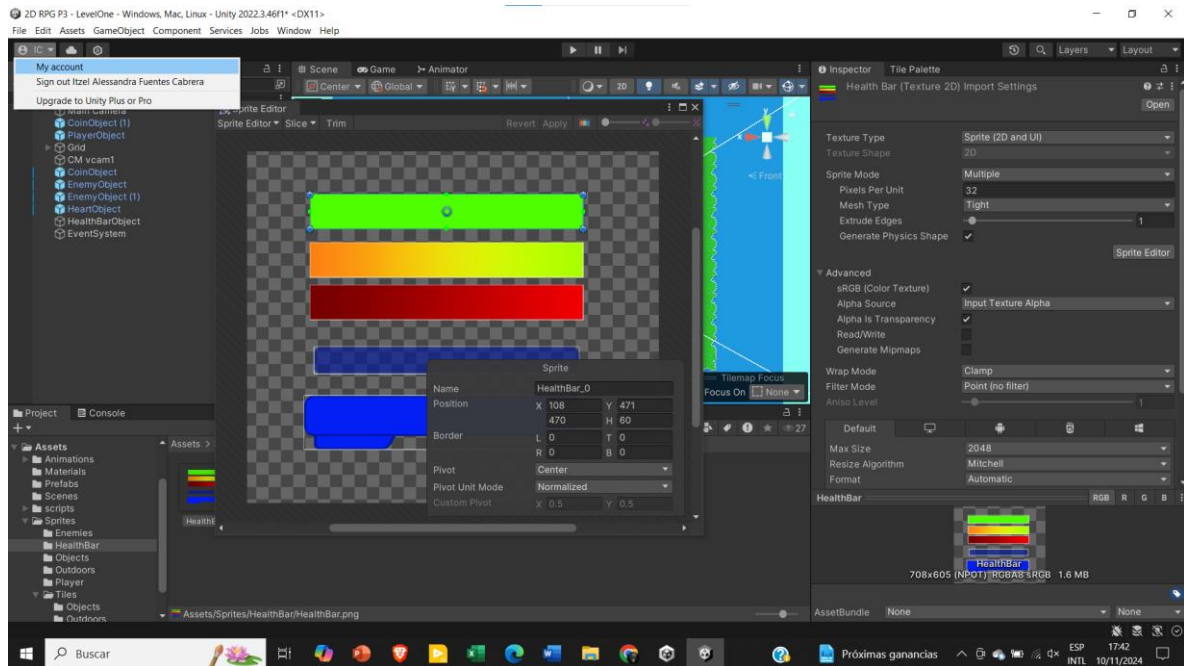 2D RPG P3 - LevelOne - Windows, Mac, Linux - Unity 2022.3.46f1* <DX11>
File Edit Assets GameObject Component Services Jobs Window Help
IC
Layers Layout
My account
Sign out Itzel Alessandra Fuentes Cabrera
Upgrade to Unity Plus or Pro
Scene Game Animator
Center Global 2D
Sprite Editor
Sprite Editor Slice Trim Revert Apply
Main Camera
CoinObject (1)
PlayerObject
Grid
CM vcam1
CoinObject
EnemyObject
EnemyObject (1)
HeartObject
HealthBarObject
EventSystem
Front
Tilemap Focus
Focus On None
Sprite
Name HealthBar_0
Position X 108 Y 471
470 H 60
Border L 0 T 0
R 0 B 0
Pivot Center
Pivot Unit Mode Normalized
Custom Pivot X 0.5 Y 0.5
Inspector Tile Palette
Health Bar (Texture 2D) Import Settings
Open
Texture Type Sprite (2D and UI)
Texture Shape 2D
Sprite Mode Multiple
Pixels Per Unit 32
Mesh Type Tight
Extrude Edges 1
Generate Physics Shape
Sprite Editor
Advanced
sRGB (Color Texture)
Alpha Source Input Texture Alpha
Alpha Is Transparency
Read/Write
Generate Mipmaps
Wrap Mode Clamp
Filter Mode Point (no filter)
Aniso Level 1
Default
Max Size 2048
Resize Algorithm Mitchell
Format Automatic
HealthBar RGB R G B
HealthBar
708x605 (NPOT) RGBA8 sRGB 1.6 MB
AssetBundle None None
Project Console
27
Assets
Animations
Materials
Prefabs
Scenes
scripts
Sprites
Enemies
HealthBar
Objects
Outdoors
Player
Tiles
Objects
Outdoors
Assets >
HealthB
Assets/Sprites/HealthBar/HealthBar.png
Buscar
Próximas ganancias
ESP
INTL
17:42
10/11/2024